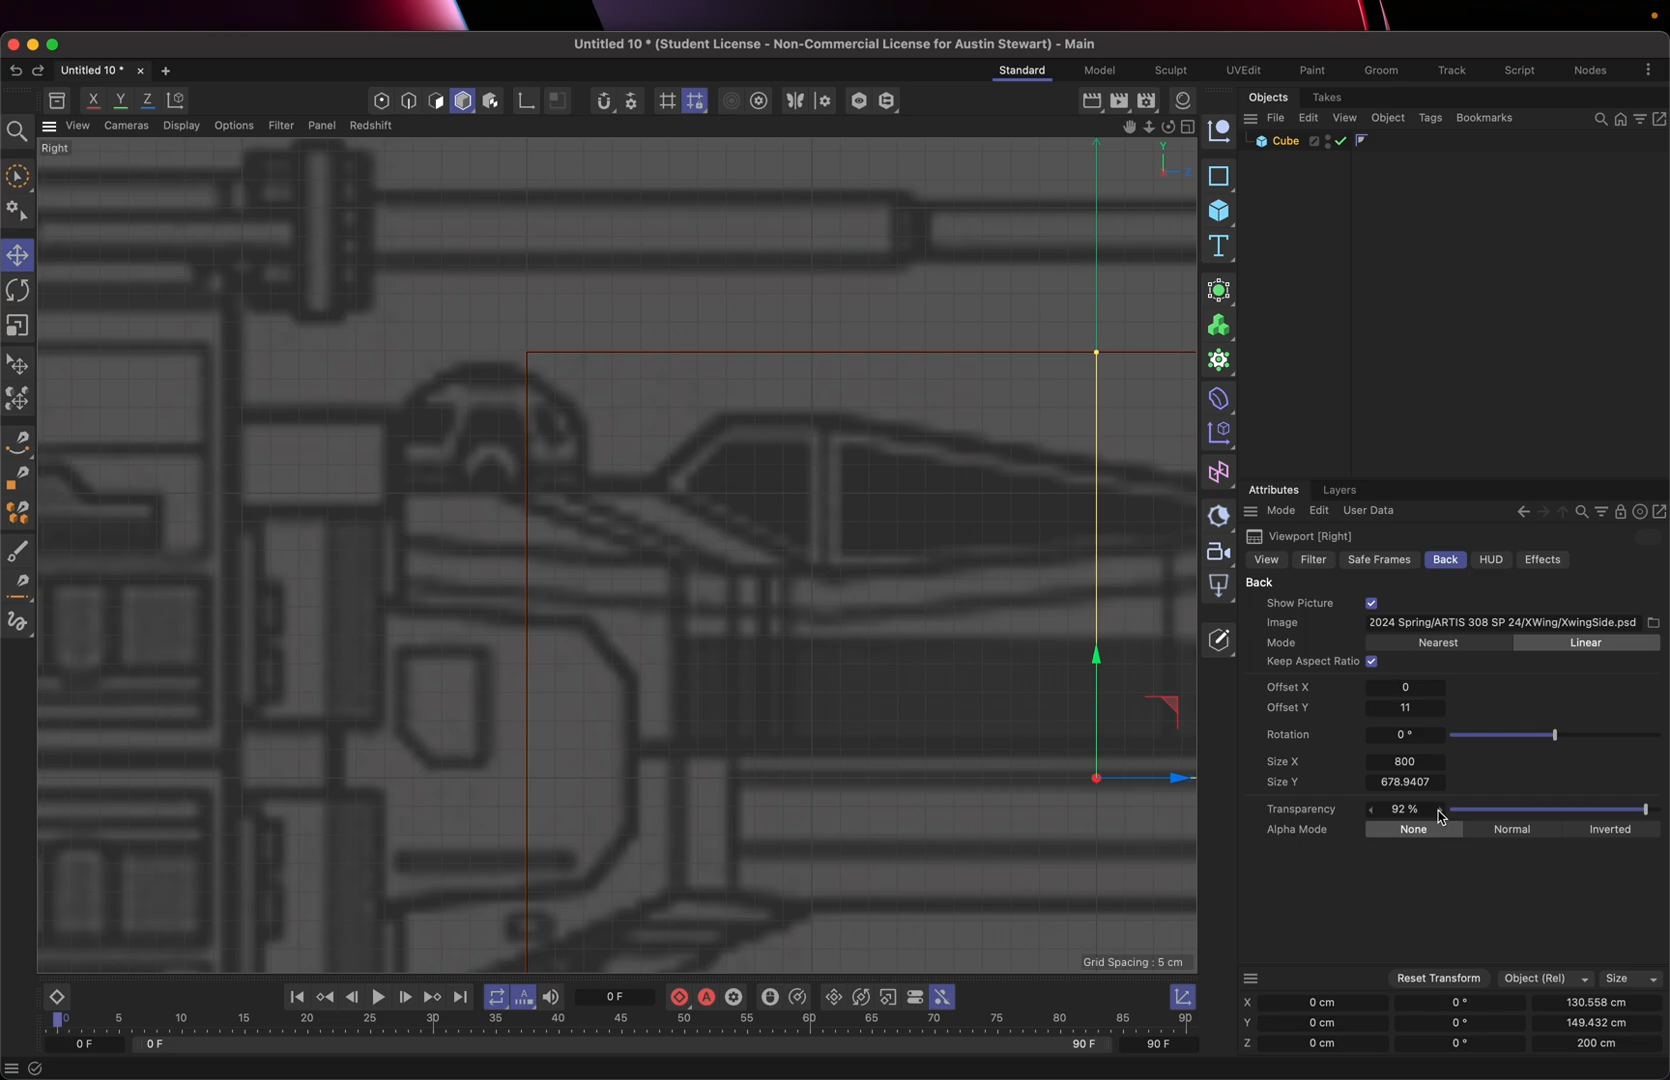 Untitled 10 * (Student License - Non-Commercial License for Austin Stewart) - Main
Untitled 10 *
Standard
Model
Sculpt
UVEdit
Paint
Groom
Track
Script
Nodes
X
Y
Z
Objects
Takes
View
Cameras
Display
Options
Filter
Panel
Redshift
File
Edit
View
Object
Tags
Bookmarks
Right
Y
Z
Cube
Grid Spacing : 5 cm
Attributes
Layers
Mode
Edit
User Data
Viewport [Right]
View
Filter
Safe Frames
Back
HUD
Effects
Back
Show Picture
Image
2024 Spring/ARTIS 308 SP 24/XWing/XwingSide.psd
Mode
Nearest
Linear
Keep Aspect Ratio
Offset X
0
Offset Y
11
Rotation
0 °
Size X
800
Size Y
678.9407
Transparency
92 %
Alpha Mode
None
Normal
Inverted
Reset Transform
Object (Rel)
Size
X
0 cm
0 °
130.558 cm
Y
0 cm
0 °
149.432 cm
Z
0 cm
0 °
200 cm
0 F
0
5
10
15
20
25
30
35
40
45
50
55
60
65
70
75
80
85
90
0 F
0 F
90 F
90 F